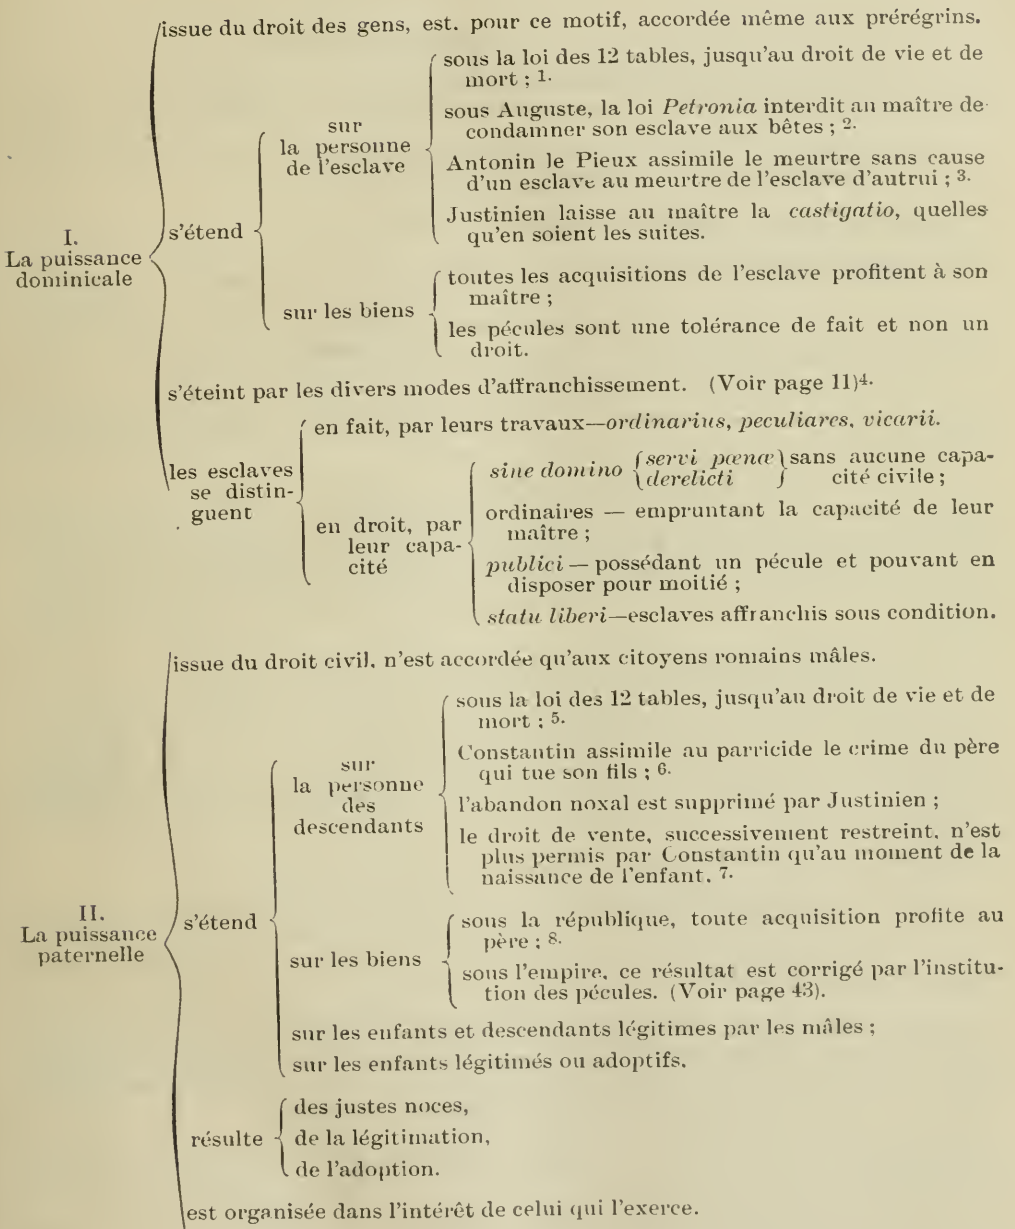 issue du droit des gens, est. pour ce motif, accordée même aux prérégrins.
I.
La puissance
dominicale
s'étend
sur
la personne
de l'esclave
sous la loi des 12 tables, jusqu'au droit de vie et de
mort ; 1.
sous Auguste, la loi Petronia interdit au maître de
condamner son esclave aux bêtes ; 2.
Antonin le Pieux assimile le meurtre sans cause
d'un esclave au meurtre de l'esclave d'autrui ; 3.
Justinien laisse au maître la castigatio, quelles
qu'en soient les suites.
sur les biens
toutes les acquisitions de l'esclave profitent à son
maître ;
les pécules sont une tolérance de fait et non un
droit.
s'éteint par les divers modes d'affranchissement. (Voir page 11)4.
les esclaves
se distin-
guent
en fait, par leurs travaux—ordinarius, peculiares, vicarii.
en droit, par
leur capa-
cité
sine domino { servi pœnæ } sans aucune capa-
derelicti cité civile ;
ordinaires — empruntant la capacité de leur
maître ;
publici — possédant un pécule et pouvant en
disposer pour moitié ;
statu liberi—esclaves affranchis sous condition.
II.
La puissance
paternelle
issue du droit civil, n'est accordée qu'aux citoyens romains mâles.
s'étend
sur
la personne
des
descendants
sous la loi des 12 tables, jusqu'au droit de vie et de
mort ; 5.
Constantin assimile au parricide le crime du père
qui tue son fils ; 6.
l'abandon noxal est supprimé par Justinien ;
le droit de vente, successivement restreint, n'est
plus permis par Constantin qu'au moment de la
naissance de l'enfant. 7.
sur les biens
sous la république, toute acquisition profite au
père ; 8.
sous l'empire, ce résultat est corrigé par l'institu-
tion des pécules. (Voir page 43).
sur les enfants et descendants légitimes par les mâles ;
sur les enfants légitimés ou adoptifs.
résulte
des justes noces,
de la légitimation,
de l'adoption.
est organisée dans l'intérêt de celui qui l'exerce.